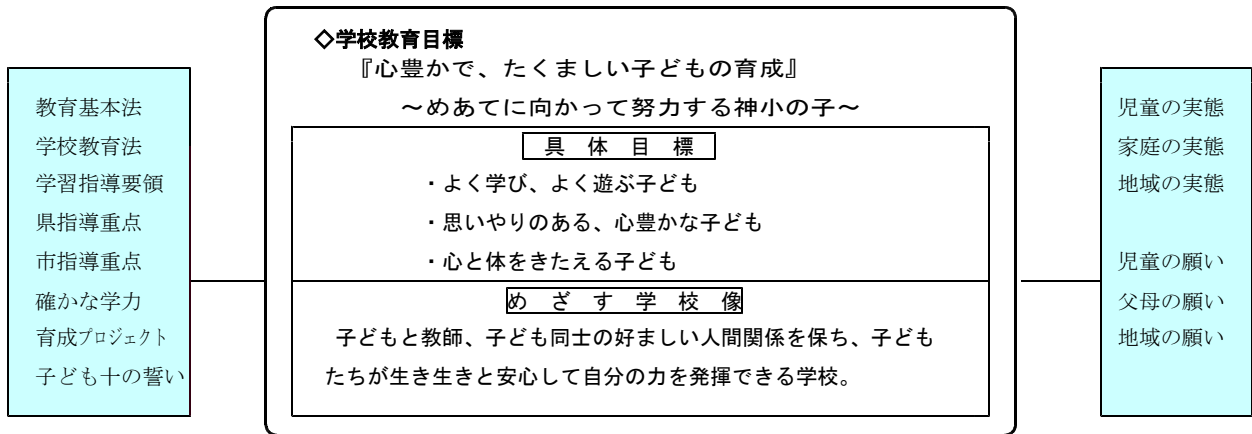 ◇学校教育目標
『心豊かで、たくましい子どもの育成』
～めあてに向かって努力する神小の子～
具 体 目 標
・よく学び、よく遊ぶ子ども
・思いやりのある、心豊かな子ども
・心と体をきたえる子ども
め ざ す 学 校 像
子どもと教師、子ども同士の好ましい人間関係を保ち、子ども
たちが生き生きと安心して自分の力を発揮できる学校。
教育基本法
学校教育法
学習指導要領
県指導重点
市指導重点
確かな学力
育成プロジェクト
子ども十の誓い
児童の実態
家庭の実態
地域の実態
児童の願い
父母の願い
地域の願い